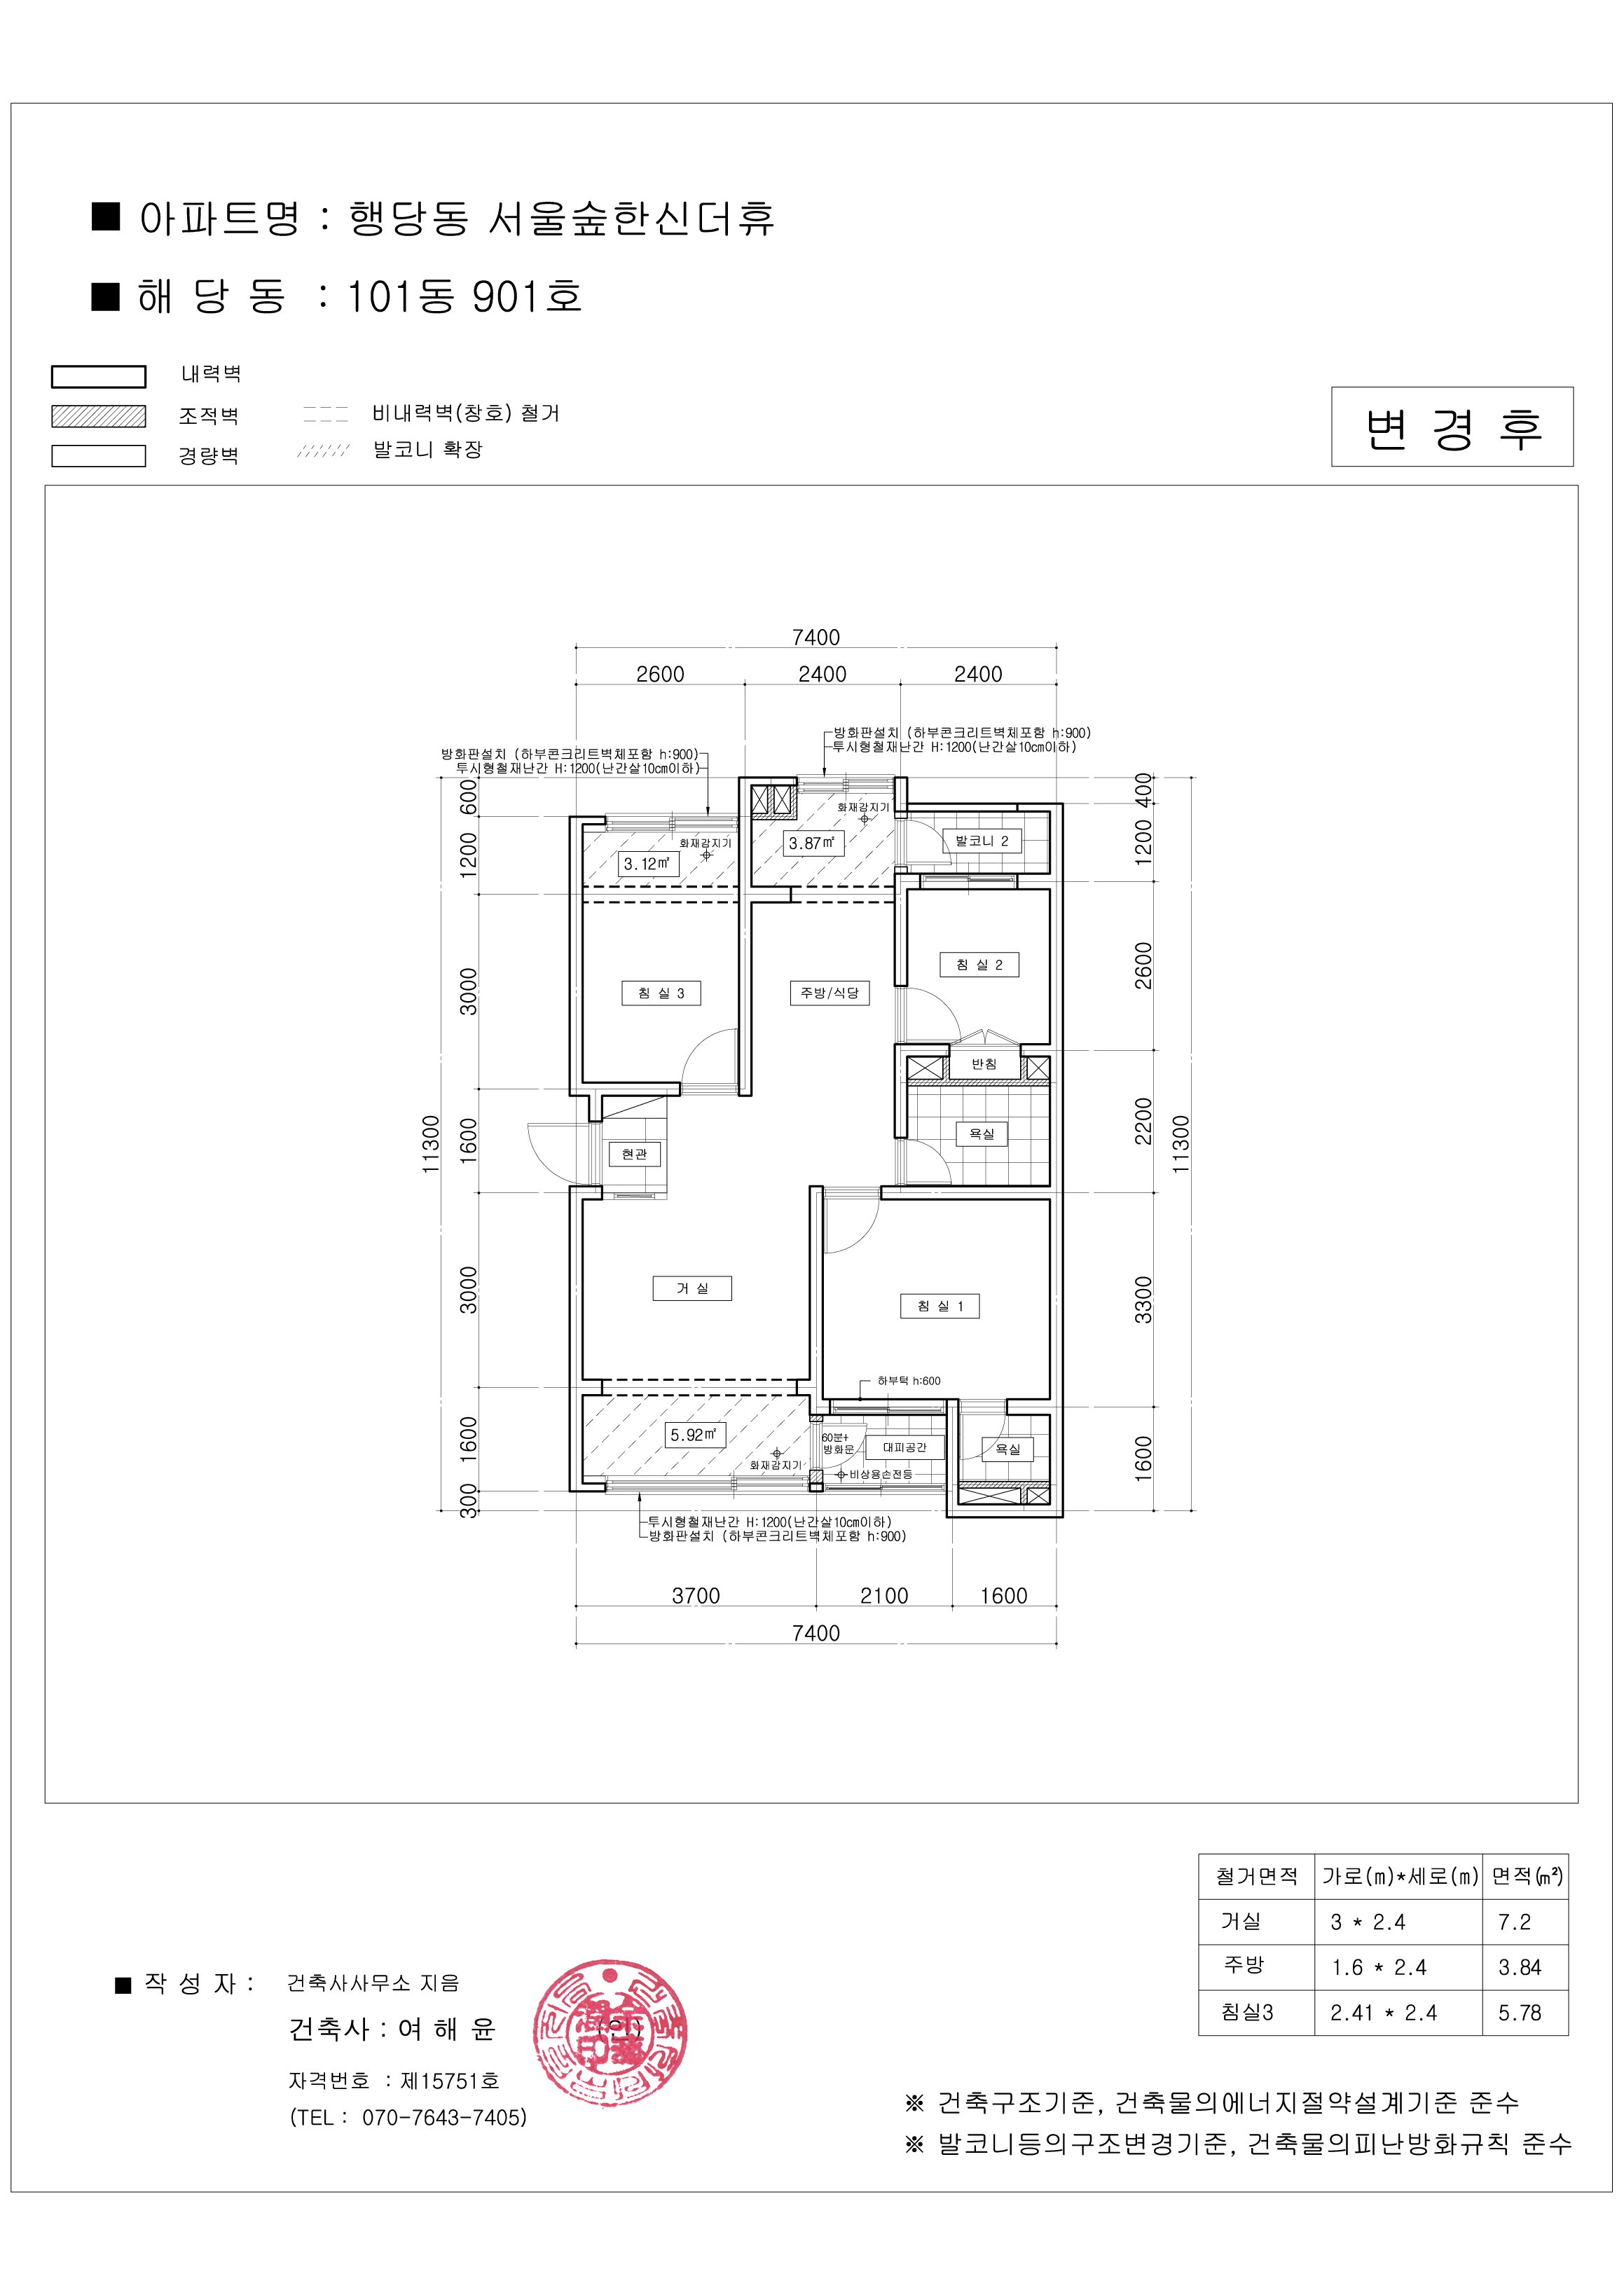 ■ 아파트명 : 행당동 서울숲한신더휴
■ 해 당 동 : 101동 901호
내력벽
조적벽
비내력벽(창호) 철거
경량벽
발코니 확장
변 경 후
7400
2600
2400
2400
방화판설치 (하부콘크리트벽체포함 h:900)
투시형철재난간 H:1200(난간살10cm이하)
방화판설치 (하부콘크리트벽체포함 h:900)
투시형철재난간 H:1200(난간살10cm이하)
600
1200
3000
1600
3000
1600
300
11300
400
1200
2600
2200
3300
1600
11300
화재감지기
3.87㎡
발코니 2
화재감지기
3.12㎡
침 실 2
침 실 3
주방/식당
반침
욕실
현관
거 실
침 실 1
하부턱 h:600
5.92㎡
화재감지기
60분+
방화문
대피공간
비상용손전등
욕실
투시형철재난간 H:1200(난간살10cm이하)
방화판설치 (하부콘크리트벽체포함 h:900)
3700
2100
1600
7400
철거면적 가로(m)*세로(m) 면적(㎡)
거실 3 * 2.4 7.2
주방 1.6 * 2.4 3.84
침실3 2.41 * 2.4 5.78
■ 작 성 자 : 건축사사무소 지음
건축사 : 여 해 윤 (인)
자격번호 : 제15751호
(TEL : 070-7643-7405)
※ 건축구조기준, 건축물의에너지절약설계기준 준수
※ 발코니등의구조변경기준, 건축물의피난방화규칙 준수